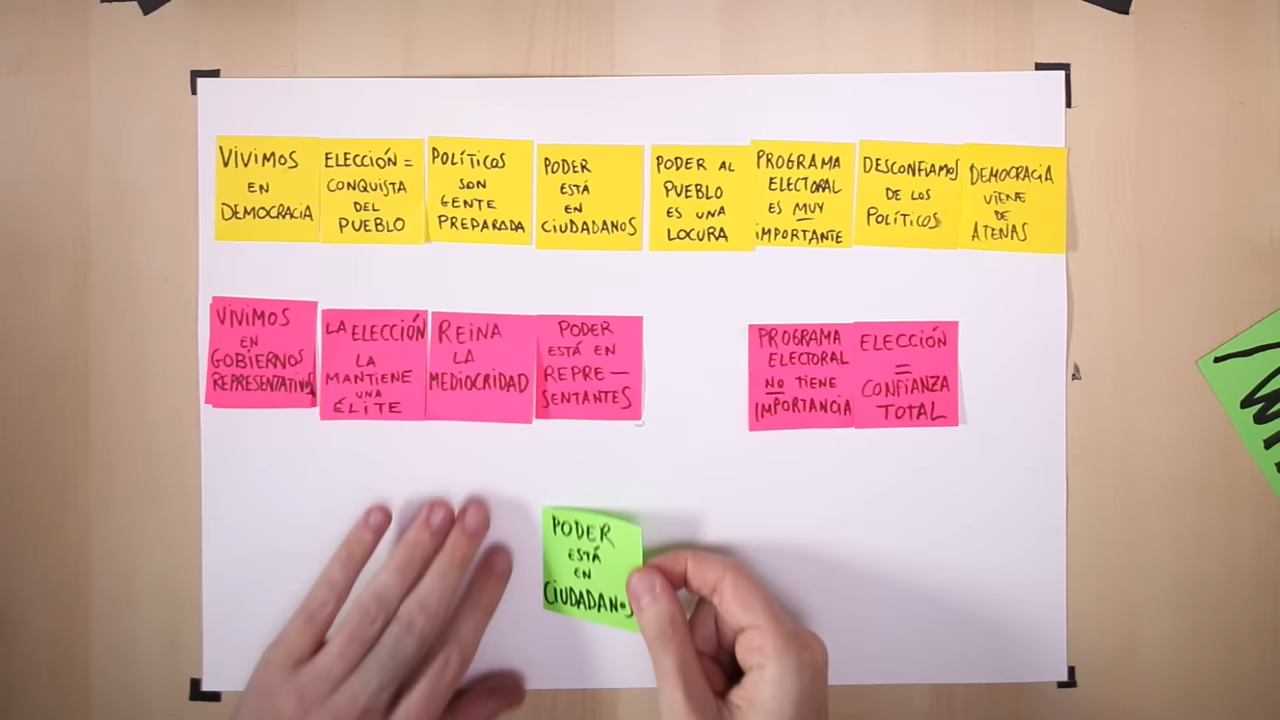 VIVIMOS
EN
DEMOCRACIA
ELECCIÓN =
CONQUISTA
DEL
PUEBLO
POLÍTICOS
SON
GENTE
PREPARADA
PODER
ESTÁ
EN
CIUDADANOS
PODER AL
PUEBLO
ES UNA
LOCURA
PROGRAMA
ELECTORAL
ES MUY
IMPORTANTE
DESCONFIAMOS
DE LOS
POLÍTICOS
DEMOCRACIA
VIENE
DE
ATENAS
VIVIMOS
EN
GOBIERNOS
REPRESENTATIVOS
LA ELECCIÓN
LA
MANTIENE
UNA
ÉLITE
REINA
LA
MEDIOCRIDAD
PODER
ESTÁ EN
REPRE-
SENTANTES
PROGRAMA
ELECTORAL
NO TIENE
IMPORTANCIA
ELECCIÓN
=
CONFIANZA
TOTAL
PODER
ESTÁ
EN
CIUDADANOS